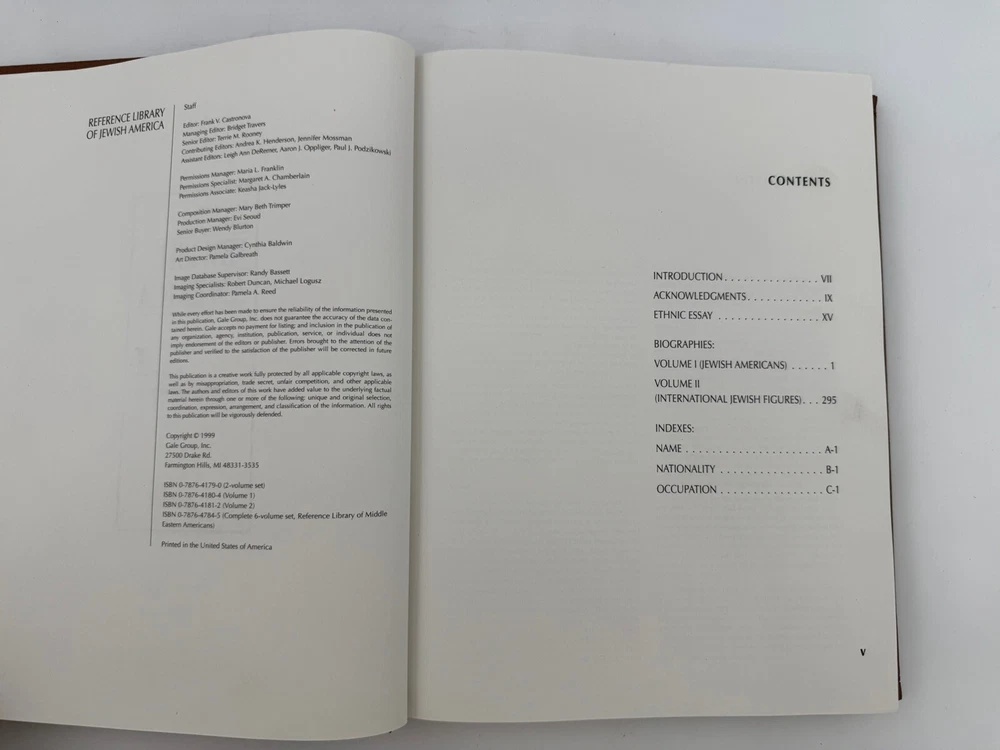 REFERENCE LIBRARY
OF JEWISH AMERICA
Staff
Editor: Frank V. Castronova
Managing Editor: Bridget Travers
Senior Editor: Terrie M. Rooney
Contributing Editors: Andrea K. Henderson, Jennifer Mossman
Assistant Editors: Leigh Ann DeRemer, Aaron J. Oppliger, Paul J. Podzikowski
Permissions Manager: Maria L. Franklin
Permissions Specialist: Margaret A. Chamberlain
Permissions Associate: Keasha Jack-Lyles
Composition Manager: Mary Beth Trimper
Production Manager: Evi Seoud
Senior Buyer: Wendy Blurton
Product Design Manager: Cynthia Baldwin
Art Director: Pamela Galbreath
Image Database Supervisor: Randy Bassett
Imaging Specialists: Robert Duncan, Michael Logusz
Imaging Coordinator: Pamela A. Reed
While every effort has been made to ensure the reliability of the information presented
in this publication, Gale Group, Inc. does not guarantee the accuracy of the data con-
tained herein. Gale accepts no payment for listing; and inclusion in the publication of
any organization, agency, institution, publication, service, or individual does not
imply endorsement of the editors or publisher. Errors brought to the attention of the
publisher and verified to the satisfaction of the publisher will be corrected in future
editions.
This publication is a creative work fully protected by all applicable copyright laws, as
well as by misappropriation, trade secret, unfair competition, and other applicable
laws. The authors and editors of this work have added value to the underlying factual
material herein through one or more of the following: unique and original selection,
coordination, expression, arrangement, and classification of the information. All rights
to this publication will be vigorously defended.
Copyright © 1999
Gale Group, Inc.
27500 Drake Rd.
Farmington Hills, MI 48331-3535
ISBN 0-7876-4179-0 (2-volume set)
ISBN 0-7876-4180-4 (Volume 1)
ISBN 0-7876-4181-2 (Volume 2)
ISBN 0-7876-4784-5 (Complete 6-volume set, Reference Library of Middle
Eastern Americans)
Printed in the United States of America
CONTENTS
INTRODUCTION . . . . . . . . . . . . . . . VII
ACKNOWLEDGMENTS . . . . . . . . . . . . IX
ETHNIC ESSAY . . . . . . . . . . . . . . . . XV
BIOGRAPHIES:
VOLUME I (JEWISH AMERICANS) . . . . . . 1
VOLUME II
(INTERNATIONAL JEWISH FIGURES) . . . 295
INDEXES:
NAME . . . . . . . . . . . . . . . . . . . . . . A-1
NATIONALITY . . . . . . . . . . . . . . . . . B-1
OCCUPATION . . . . . . . . . . . . . . . . C-1
V